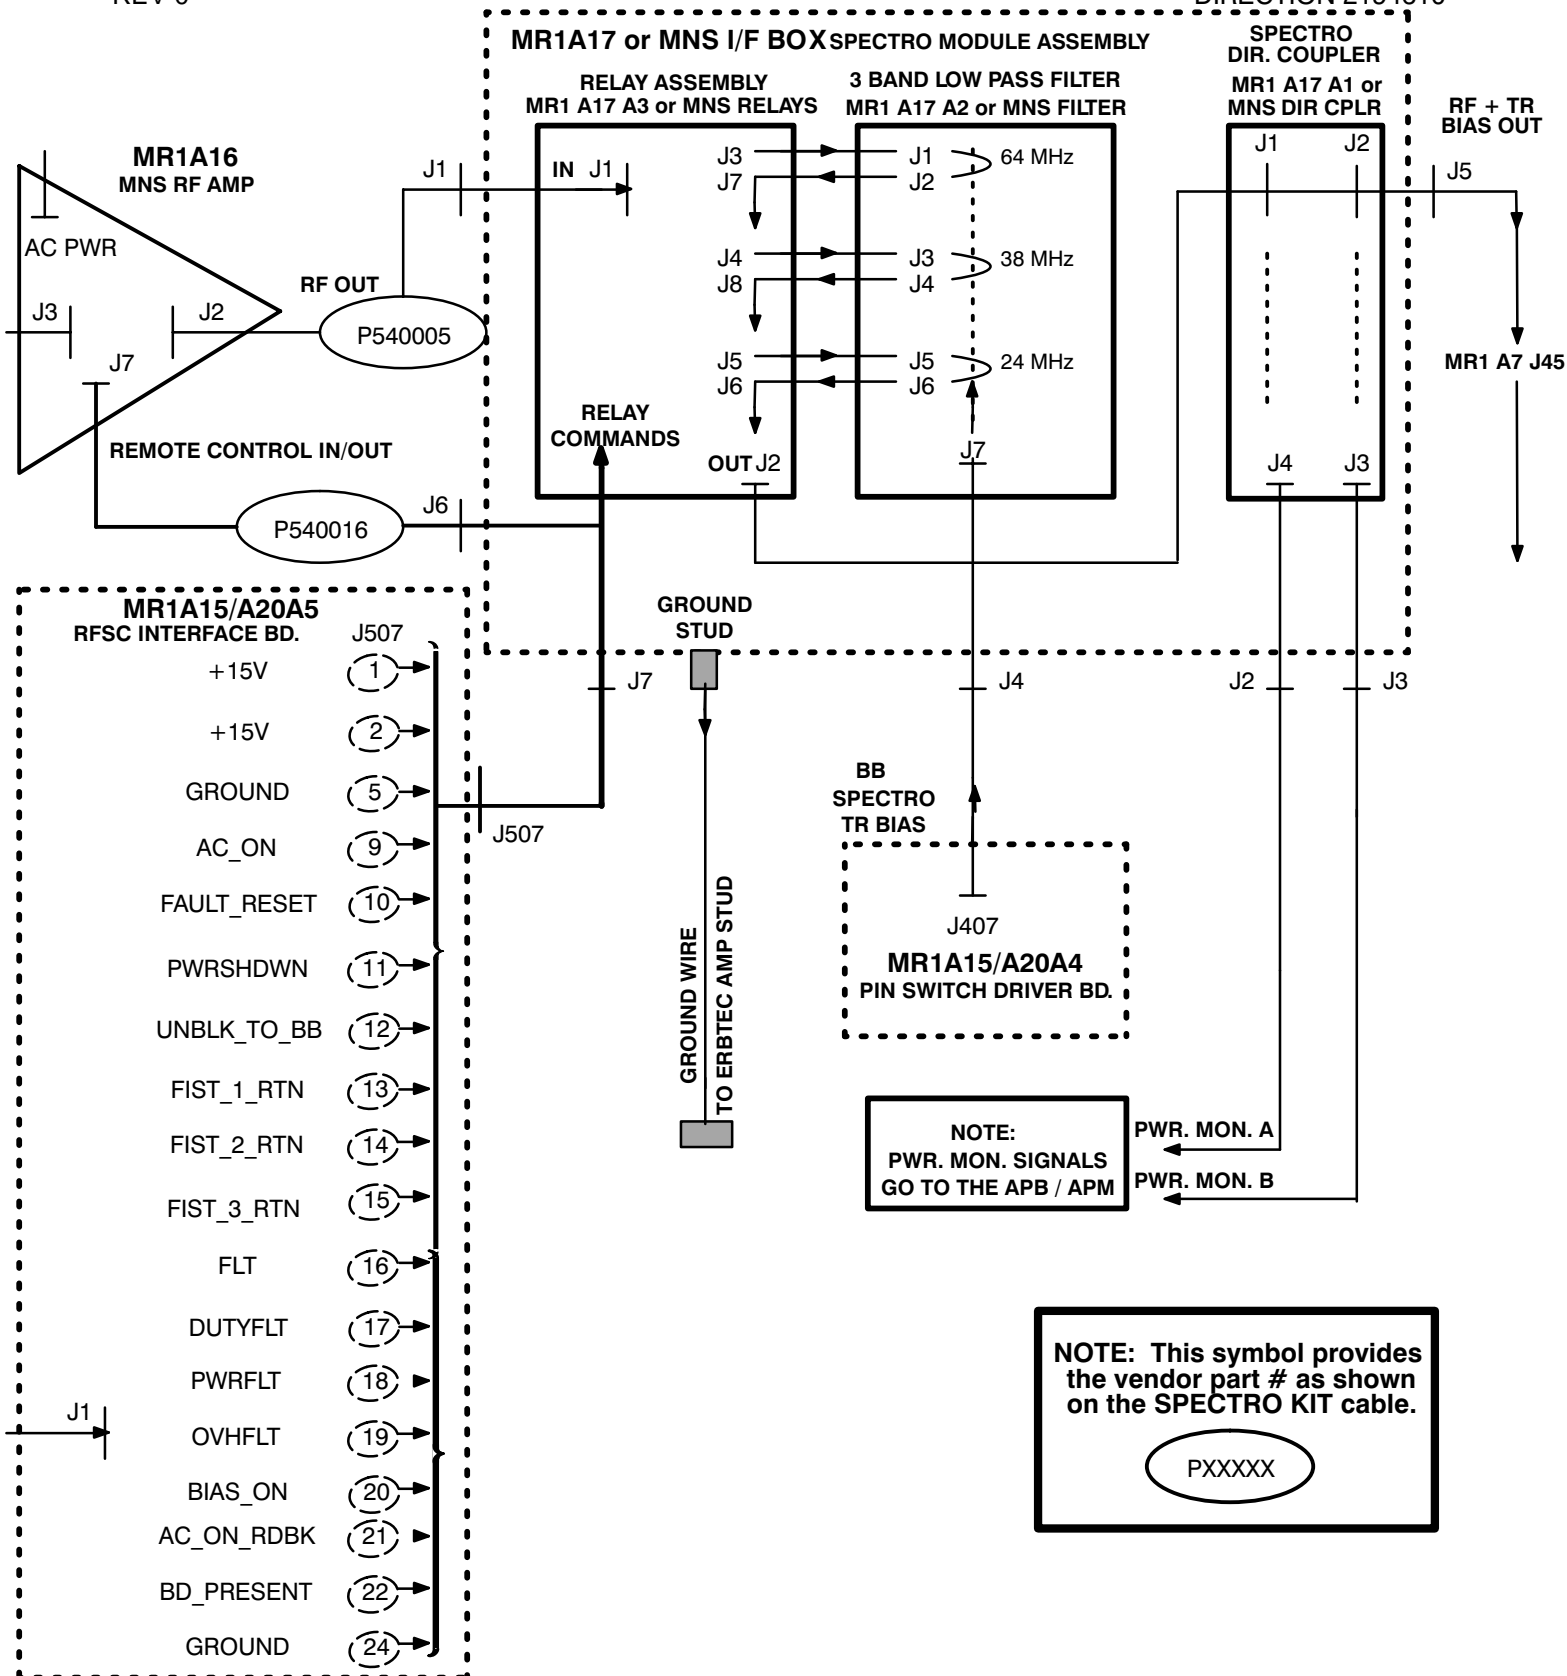 MR1A17 or MNS I/F BOX SPECTRO MODULE ASSEMBLY
SPECTRO
DIR. COUPLER
MR1 A17 A1 or
MNS DIR CPLR
RELAY ASSEMBLY
MR1 A17 A3 or MNS RELAYS
3 BAND LOW PASS FILTER
MR1 A17 A2 or MNS FILTER
RF + TR
BIAS OUT
MR1A16
MNS RF AMP
AC PWR
J3
J2
J7
RF OUT
P540005
J1
IN J1
J3
J7
J4
J8
J5
J6
J1
J2
64 MHz
J3
J4
38 MHz
J5
J6
24 MHz
J7
J1
J2
J5
MR1 A7 J45
RELAY
COMMANDS
OUT J2
J4
J3
REMOTE CONTROL IN/OUT
P540016
J6
GROUND
STUD
J7
J4
J2
J3
MR1A15/A20A5
RFSC INTERFACE BD.
J507
+15V 1
+15V 2
GROUND 5
AC_ON 9
FAULT_RESET 10
PWRSHDWN 11
UNBLK_TO_BB 12
FIST_1_RTN 13
FIST_2_RTN 14
FIST_3_RTN 15
FLT 16
DUTYFLT 17
PWRFLT 18
OVHFLT 19
BIAS_ON 20
AC_ON_RDBK 21
BD_PRESENT 22
GROUND 24
J1
J507
GROUND WIRE
TO ERBTEC AMP STUD
BB
SPECTRO
TR BIAS
J407
MR1A15/A20A4
PIN SWITCH DRIVER BD.
NOTE:
PWR. MON. SIGNALS
GO TO THE APB / APM
PWR. MON. A
PWR. MON. B
NOTE: This symbol provides
the vendor part # as shown
on the SPECTRO KIT cable.
PXXXXX